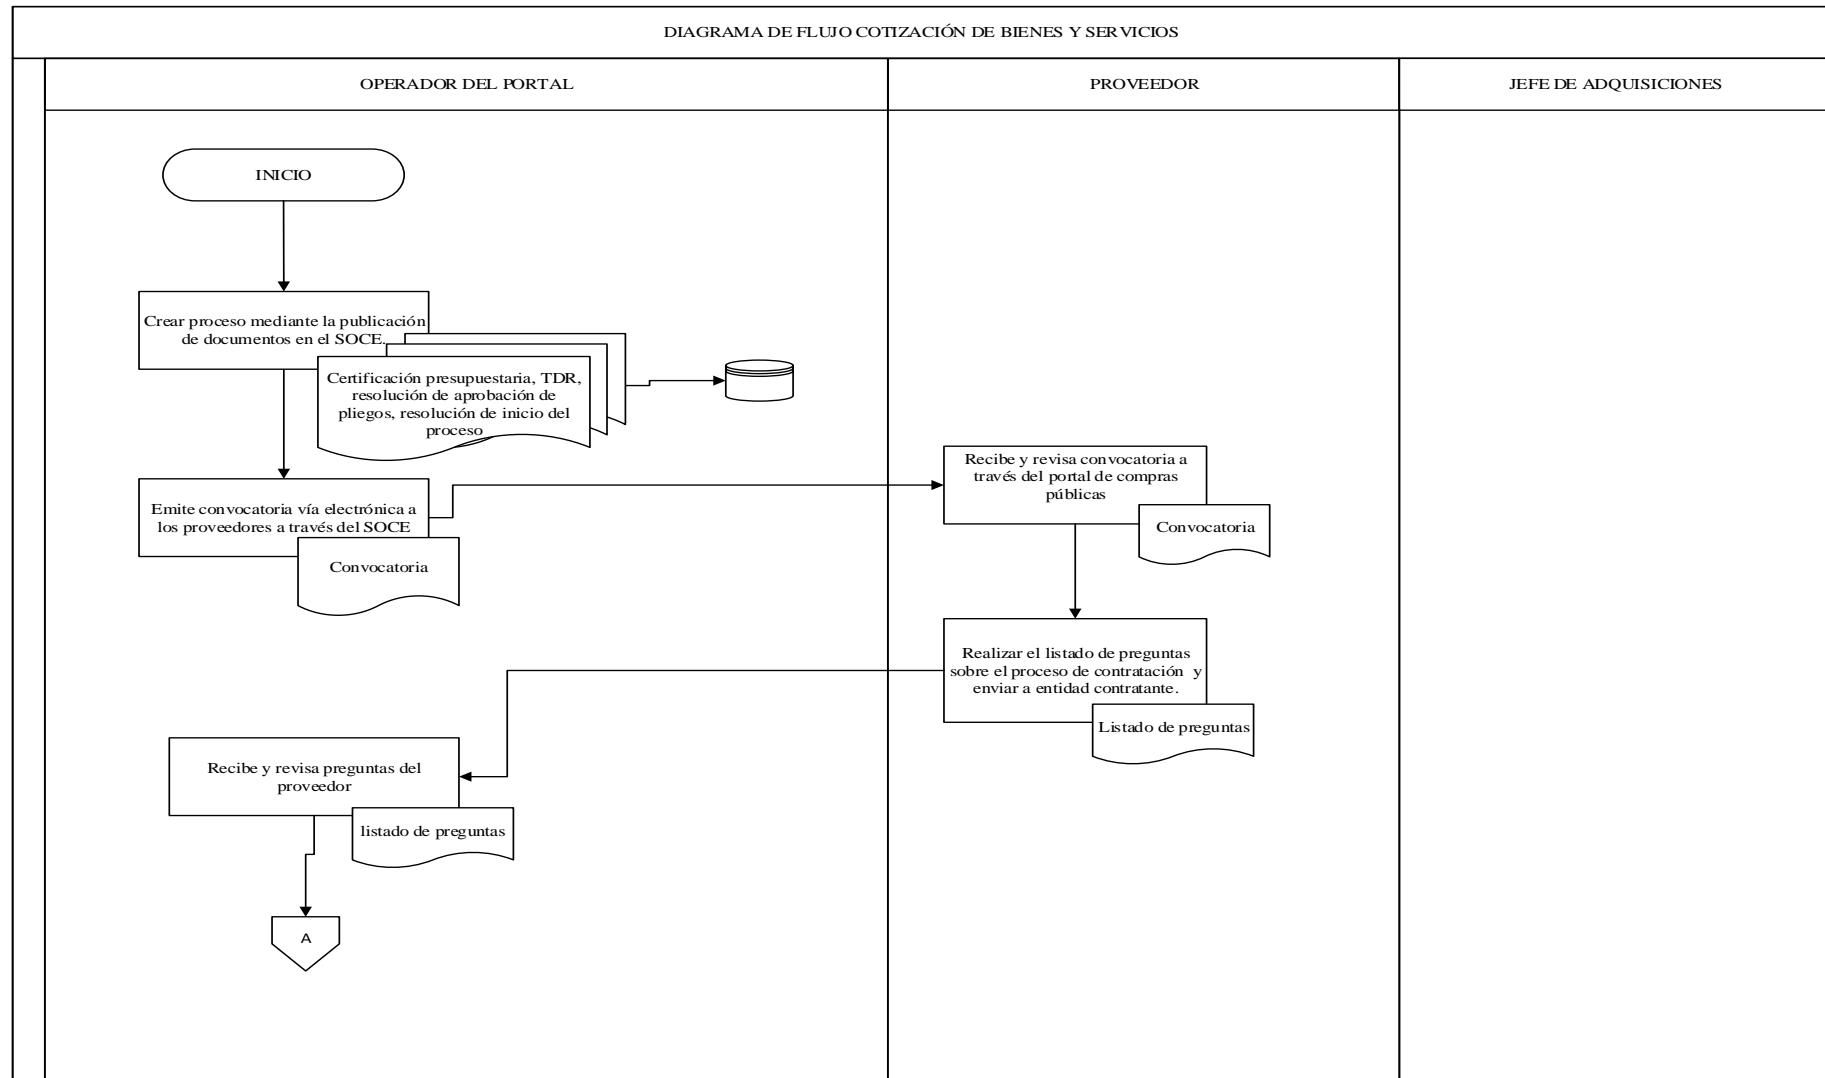 DIAGRAMA DE FLUJO COTIZACIÓN DE BIENES Y SERVICIOS
OPERADOR DEL PORTAL
PROVEEDOR
JEFE DE ADQUISICIONES
INICIO
Crear proceso mediante la publicación
de documentos en el SOCE.
Certificación presupuestaria, TDR,
resolución de aprobación de
pliegos, resolución de inicio del
proceso
Emite convocatoria vía electrónica a
los proveedores a través del SOCE
Convocatoria
Recibe y revisa convocatoria a
través del portal de compras
públicas
Convocatoria
Realizar el listado de preguntas
sobre el proceso de contratación y
enviar a entidad contratante.
Listado de preguntas
Recibe y revisa preguntas del
proveedor
listado de preguntas
A